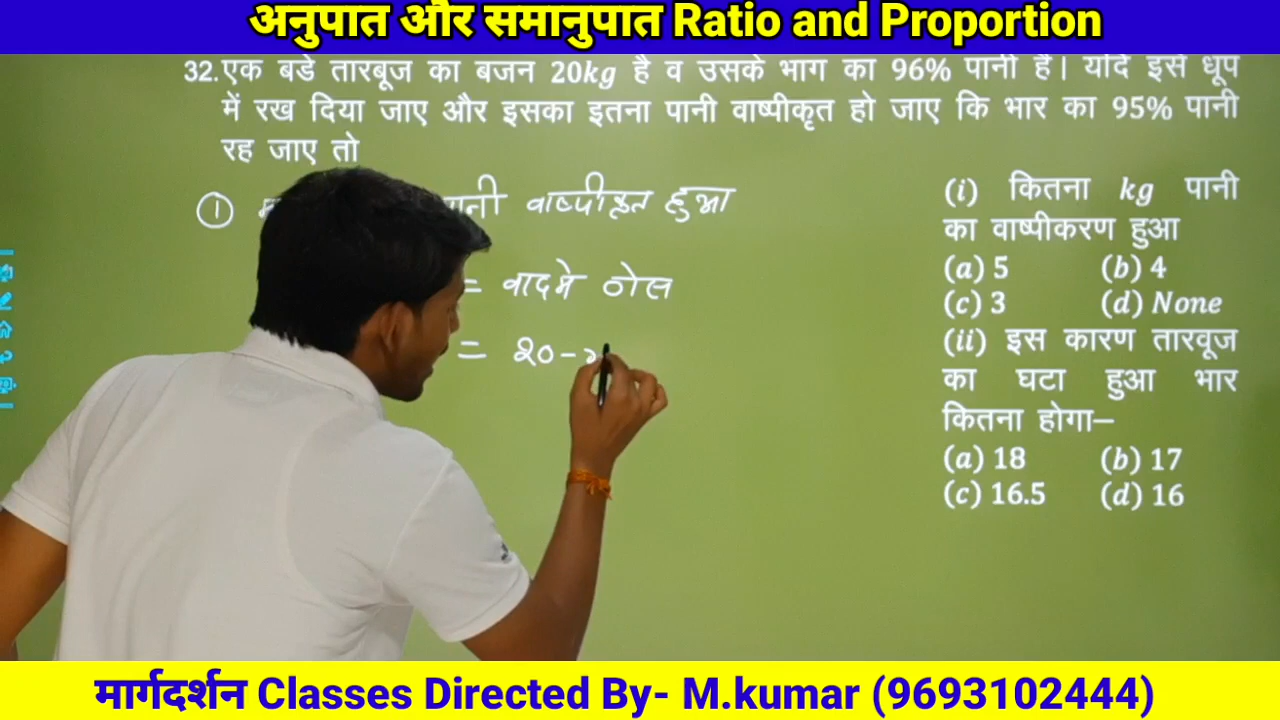 अनुपात और समानुपात Ratio and Proportion
32. एक बडे तारबूज का बजन 20kg है व उसके भाग का 96% पानी है। यदि इसे धूप
में रख दिया जाए और इसका इतना पानी वाष्पीकृत हो जाए कि भार का 95% पानी
रह जाए तो
① वाष्पीकृत हुआ
= वादमे ठोस
= 20-
(i) कितना kg पानी
का वाष्पीकरण हुआ
(a) 5 (b) 4
(c) 3 (d) None
(ii) इस कारण तारवूज
का घटा हुआ भार
कितना होगा–
(a) 18 (b) 17
(c) 16.5 (d) 16
मार्गदर्शन Classes Directed By- M.kumar (9693102444)